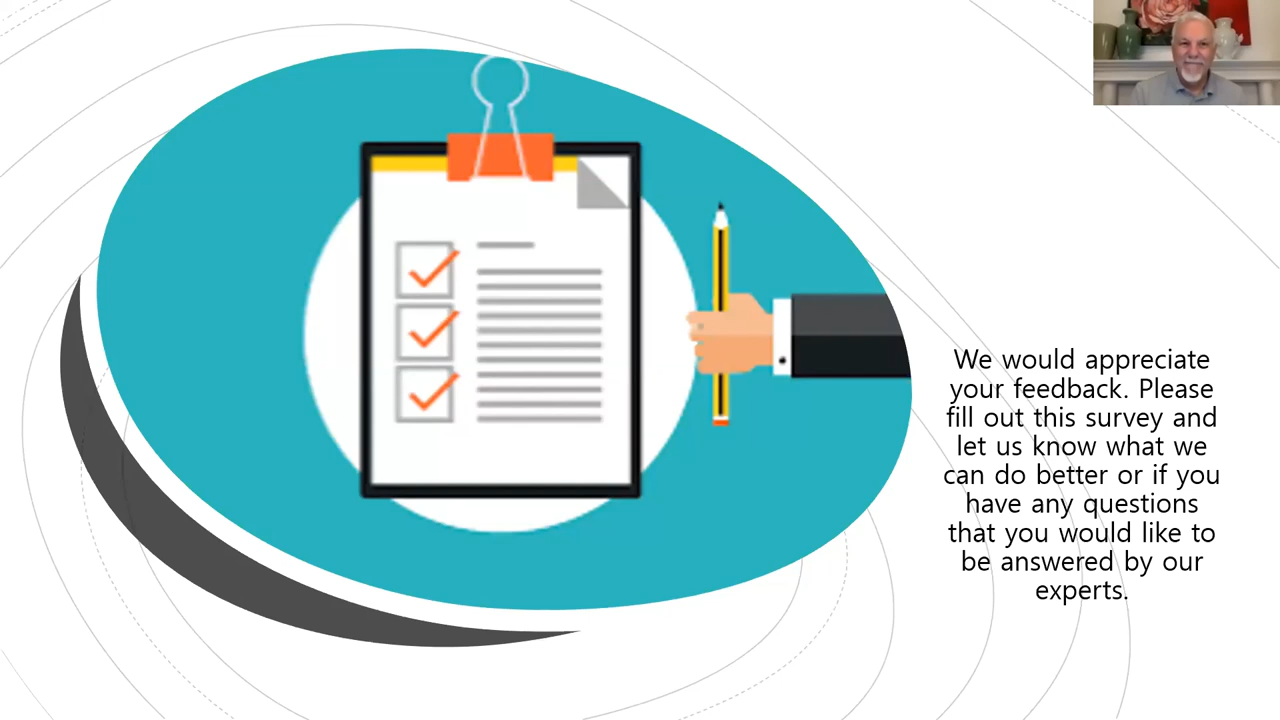 We would appreciate
your feedback. Please
fill out this survey and
let us know what we
can do better or if you
have any questions
that you would like to
be answered by our
experts.